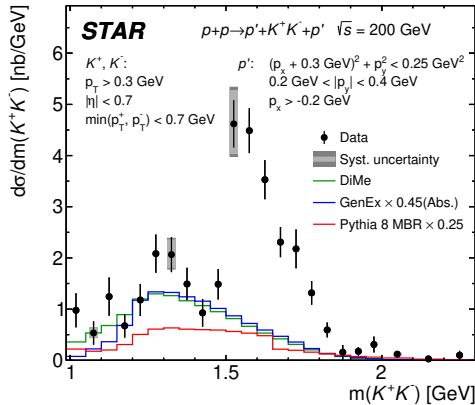 STAR p+p→p'+K⁺K⁻+p' √s = 200 GeV
K⁺, K⁻:
p_T > 0.3 GeV
|η| < 0.7
min(p_T⁺, p_T⁻) < 0.7 GeV
p':
(p_x + 0.3 GeV)² + p_y² < 0.25 GeV²
0.2 GeV < |p_y| < 0.4 GeV
p_x > -0.2 GeV
Data
Syst. uncertainty
DiMe
GenEx × 0.45(Abs.)
Pythia 8 MBR × 0.25
dσ/dm(K⁺K⁻) [nb/GeV]
6
5
4
3
2
1
0
1 1.5 2
m(K⁺K⁻) [GeV]